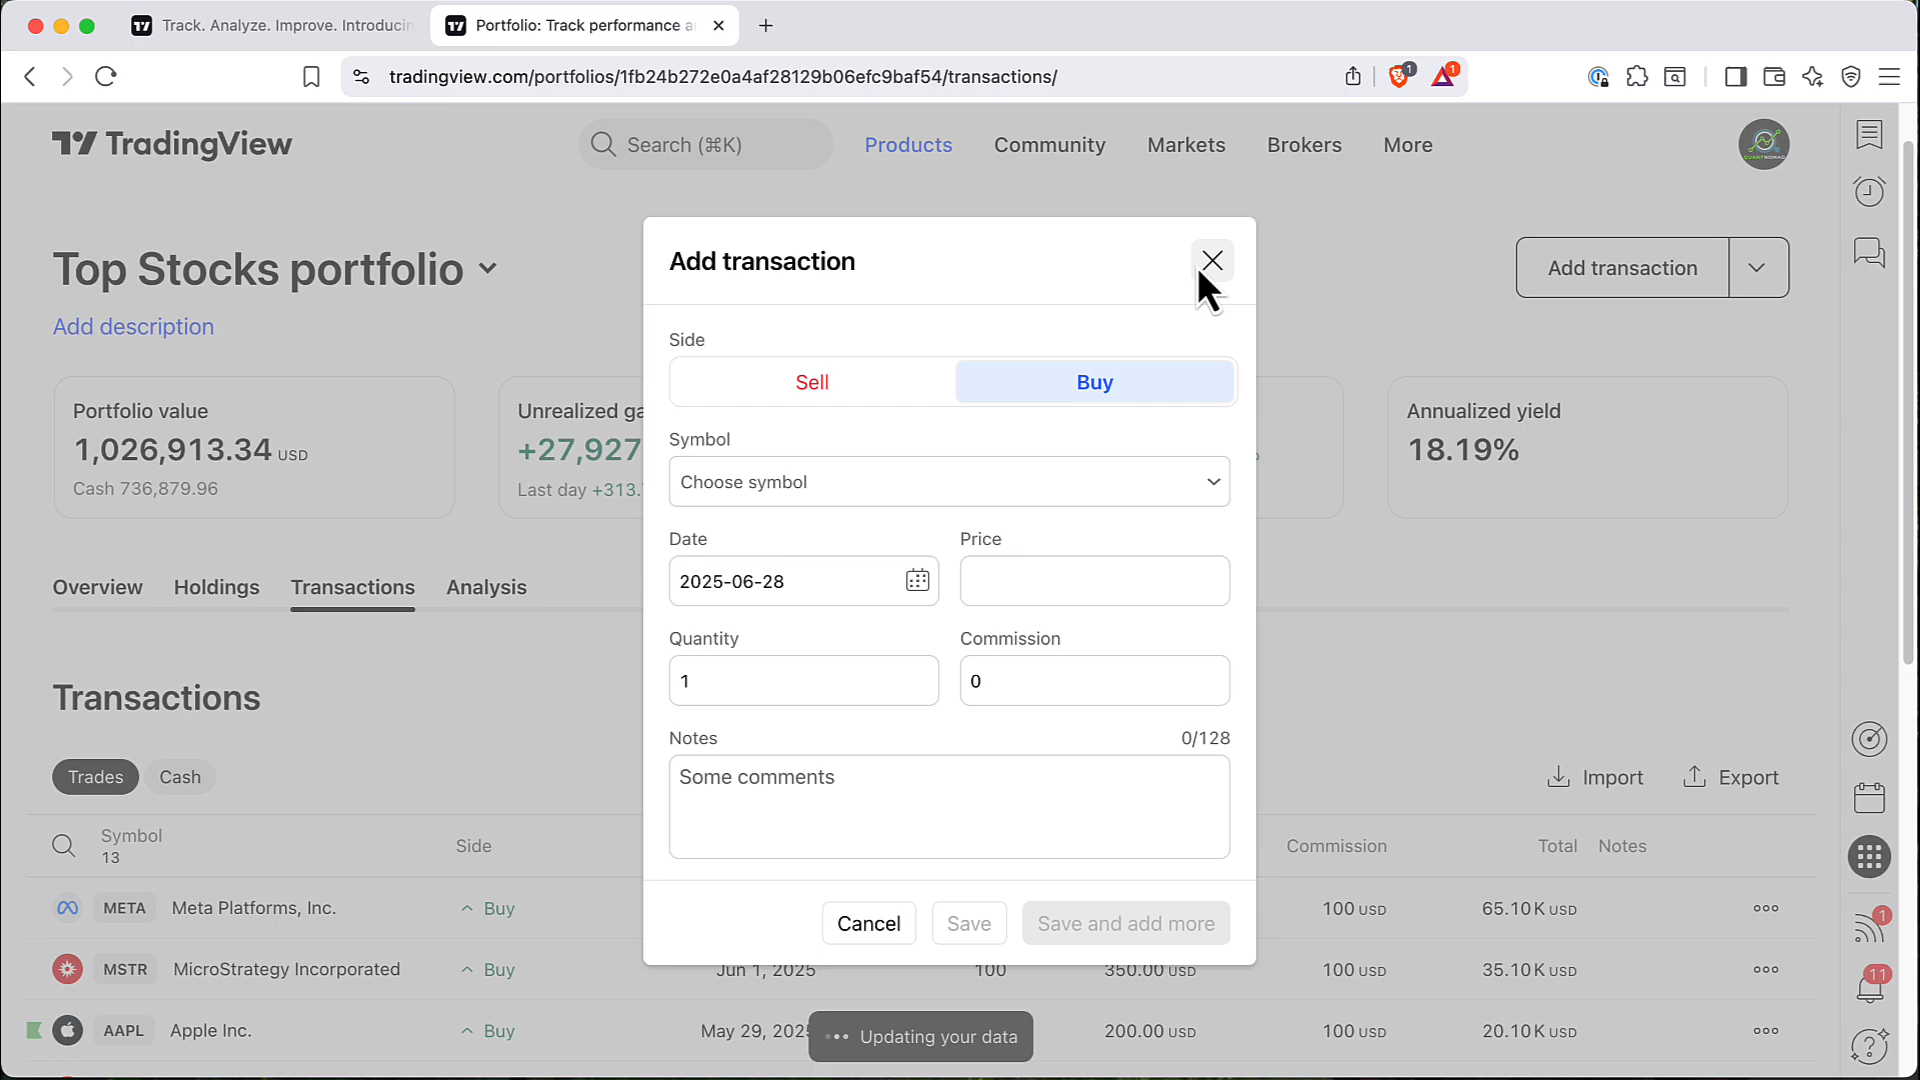 Track. Analyze. Improve. Introducin
Portfolio: Track performance a
tradingview.com/portfolios/1fb24b272e0a4af28129b06efc9baf54/transactions/
1
1
TradingView
Search (⌘K)
Products
Community
Markets
Brokers
More
Top Stocks portfolio
Add transaction
Add description
Portfolio value
1,026,913.34 USD
Cash 736,879.96
Unrealized ga
+27,927
Last day +313.
Annualized yield
18.19%
Overview
Holdings
Transactions
Analysis
Add transaction
Side
Sell
Buy
Symbol
Choose symbol
Date
Price
2025-06-28
Quantity
Commission
1
0
Notes
0/128
Some comments
Cancel
Save
Save and add more
Transactions
Trades
Cash
Import
Export
Symbol
13
Side
Commission
Total
Notes
META
Meta Platforms, Inc.
Buy
100 USD
65.10 K USD
MSTR
MicroStrategy Incorporated
Buy
Jun 1, 2025
100
350.00 USD
100 USD
35.10 K USD
AAPL
Apple Inc.
Buy
May 29, 2025
200.00 USD
100 USD
20.10 K USD
Updating your data
1
11